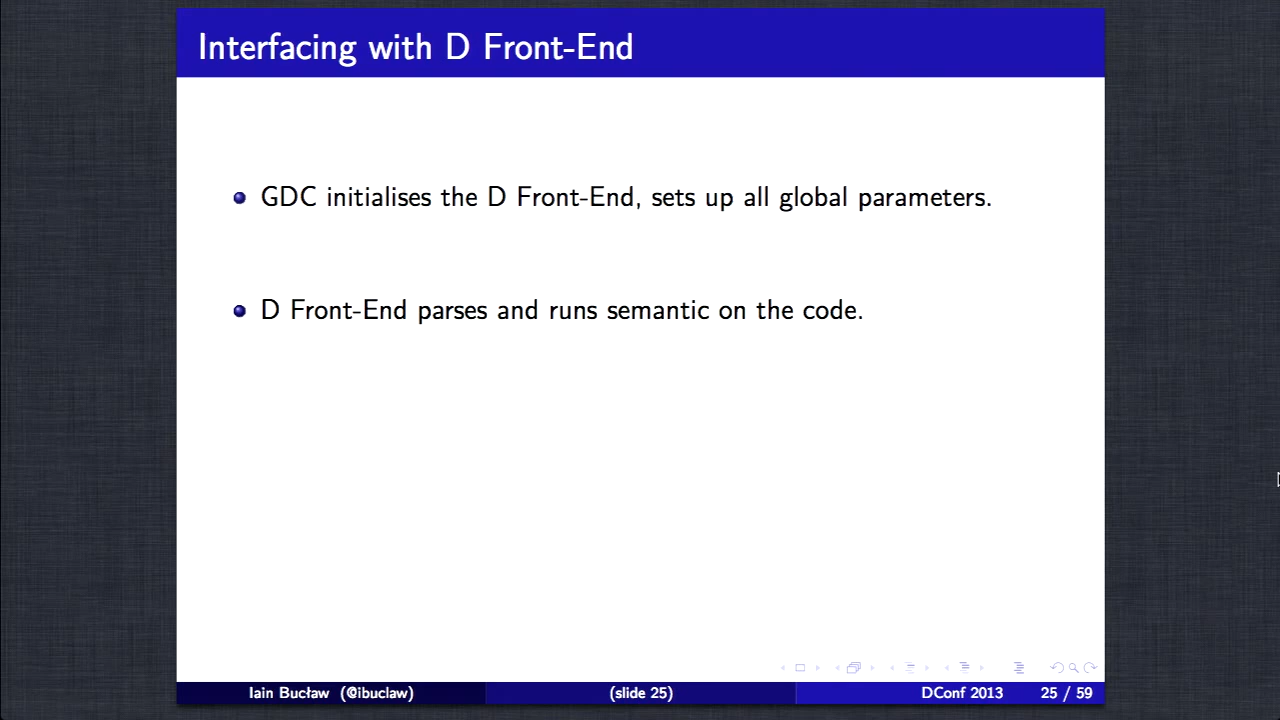 Interfacing with D Front-End
GDC initialises the D Front-End, sets up all global parameters.
D Front-End parses and runs semantic on the code.
Iain Bucław (@ibuclaw)
(slide 25)
DConf 2013
25 / 59